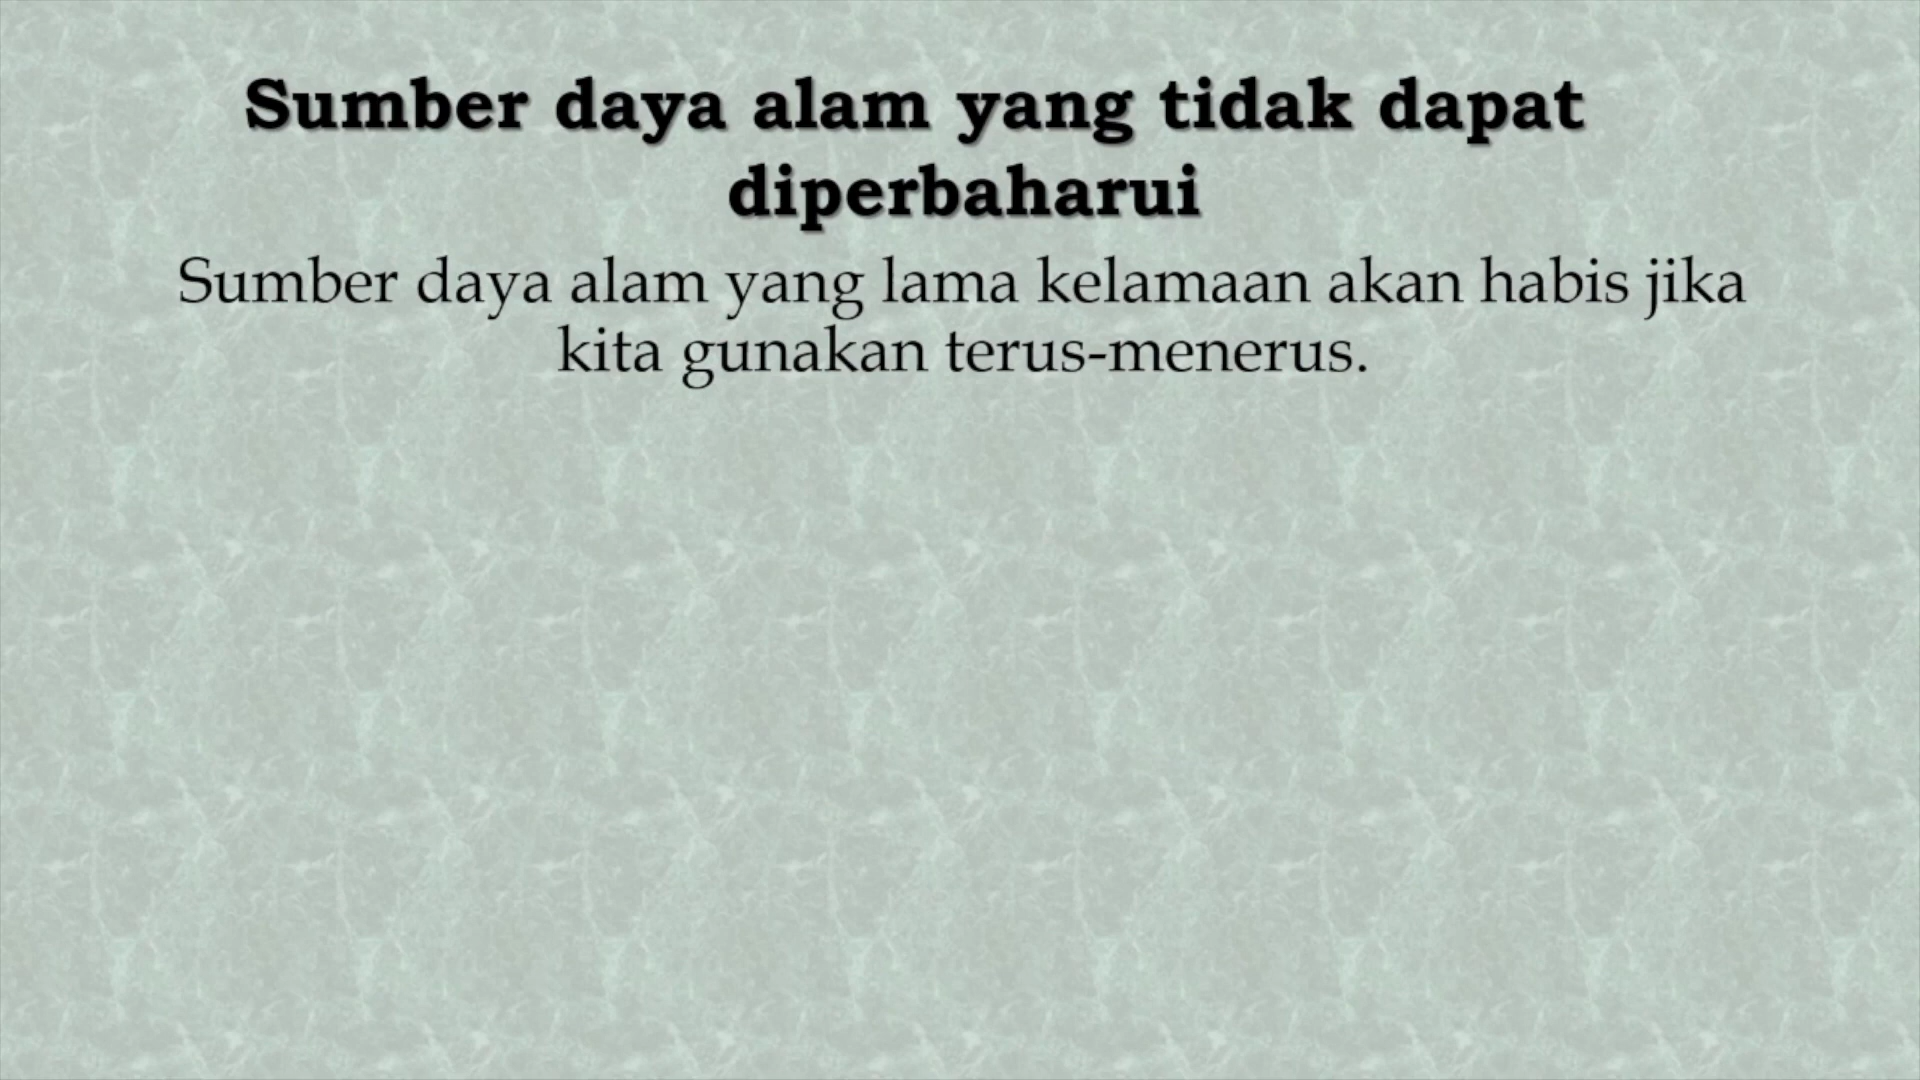 Sumber daya alam yang tidak dapat
diperbaharui
Sumber daya alam yang lama kelamaan akan habis jika
kita gunakan terus-menerus.